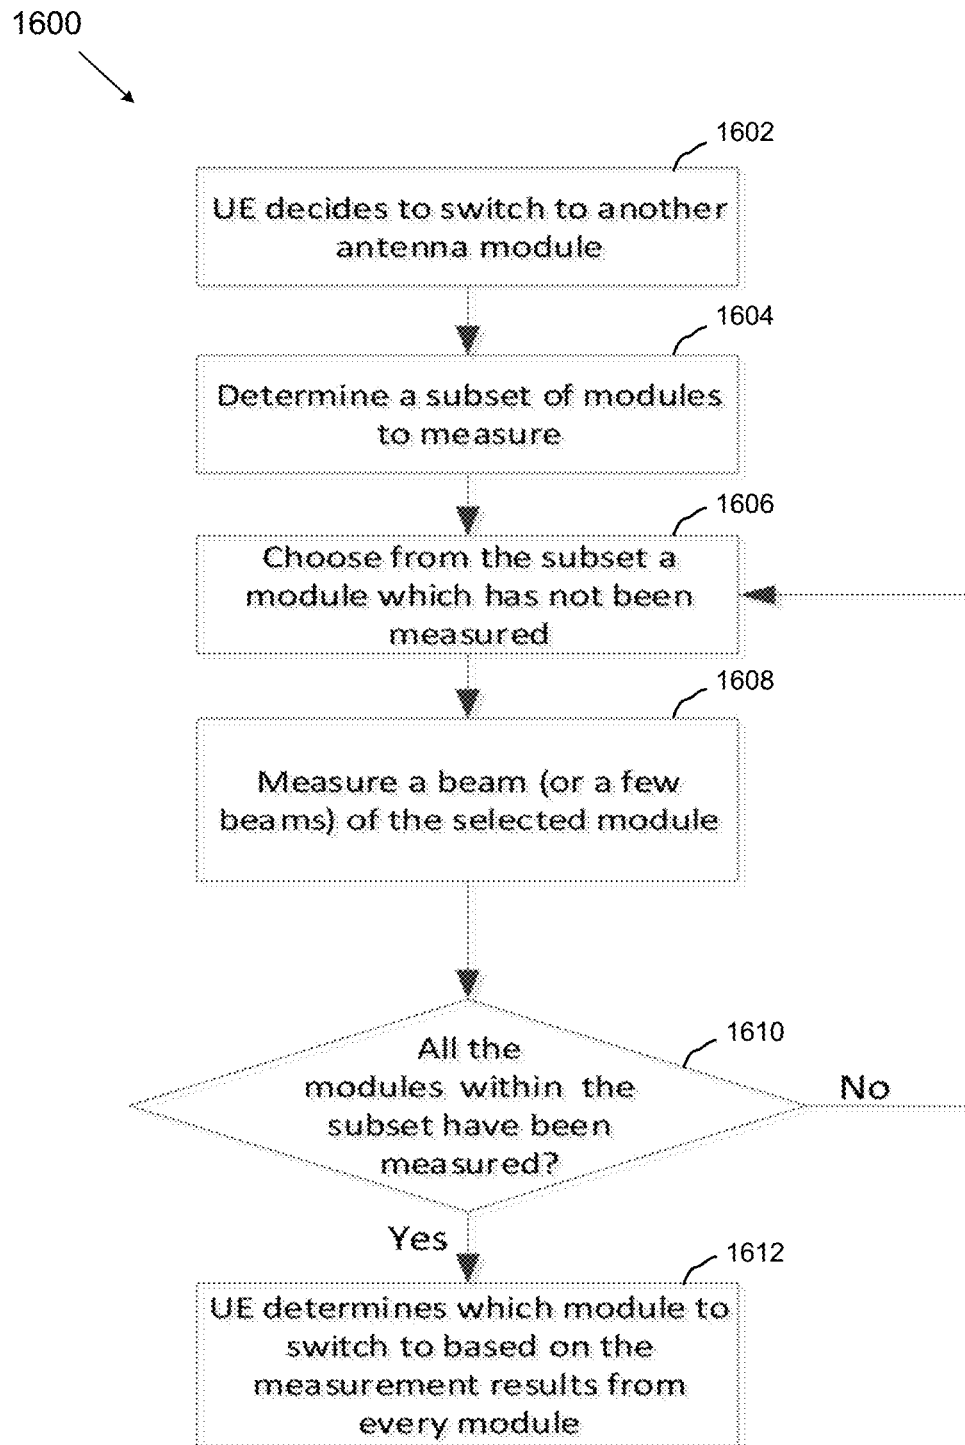 1600
1602
UE decides to switch to another
antenna module
1604
Determine a subset of modules
to measure
1606
Choose from the subset a
module which has not been
measured
1608
Measure a beam (or a few
beams) of the selected module
1610
All the
modules within the
subset have been
measured?
No
Yes
1612
UE determines which module to
switch to based on the
measurement results from
every module